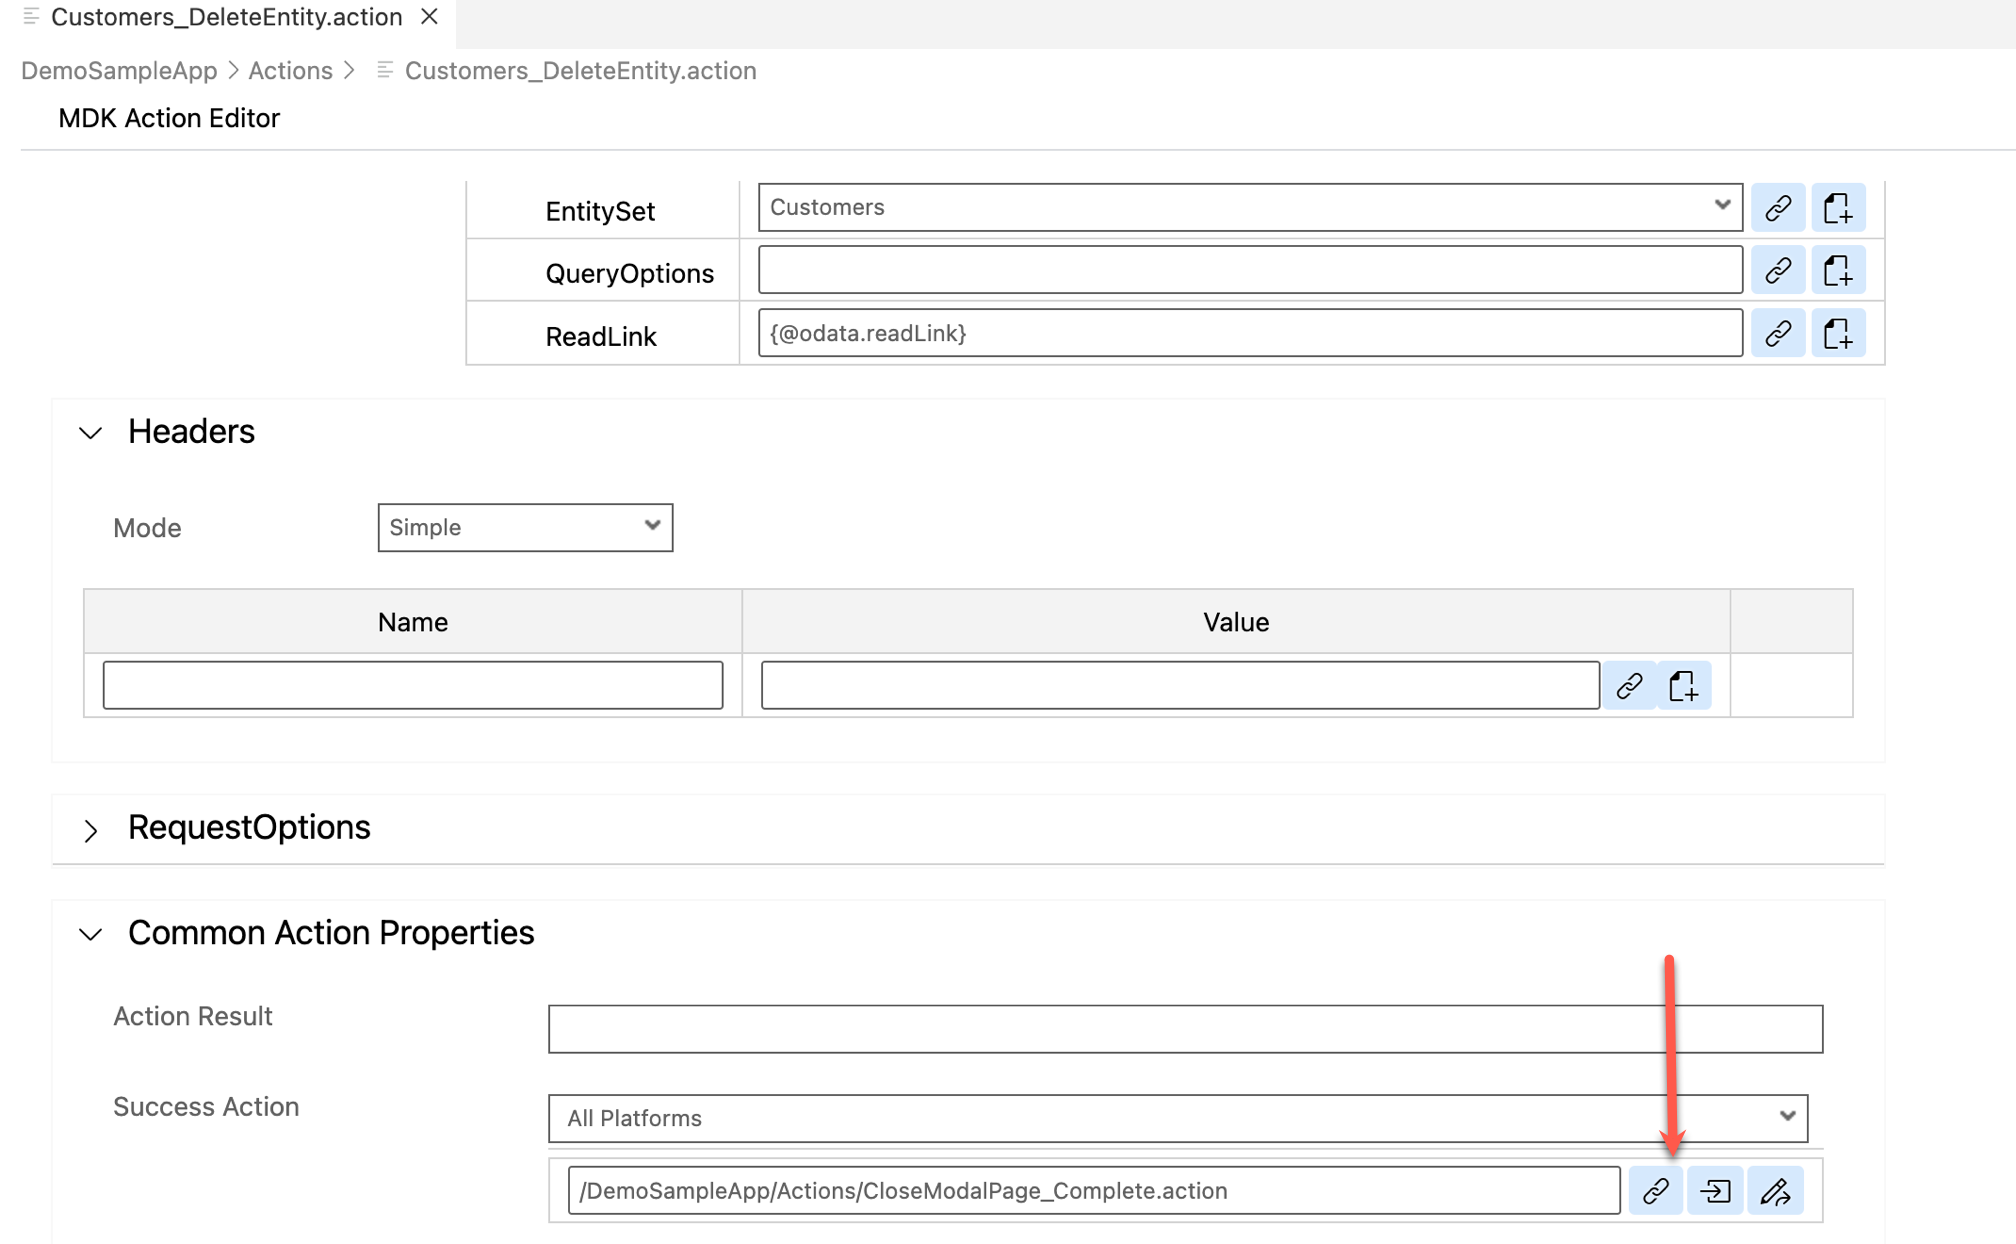 Customers_DeleteEntity.action
DemoSampleApp > Actions > Customers_DeleteEntity.action
MDK Action Editor
EntitySet Customers
QueryOptions
ReadLink {@odata.readLink}
Headers
Mode Simple
Name Value
RequestOptions
Common Action Properties
Action Result
Success Action All Platforms
/DemoSampleApp/Actions/CloseModalPage_Complete.action